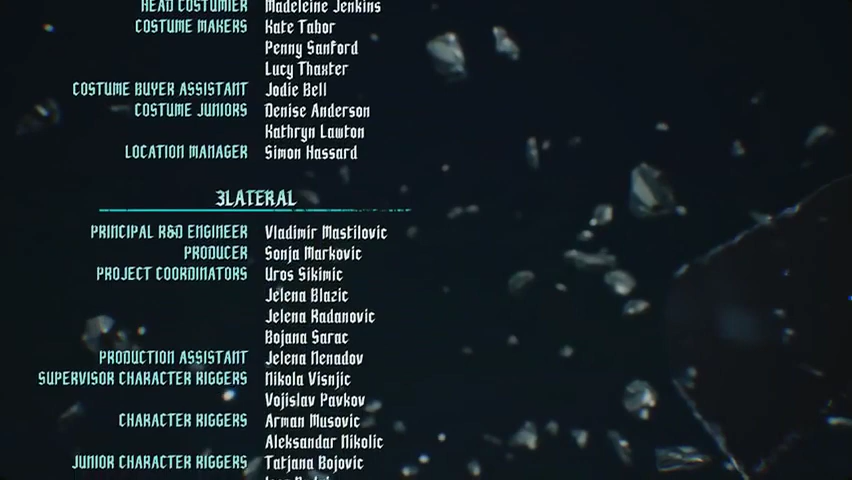 HEAD COSTUMIER Madeleine Jenkins
COSTUME MAKERS Kate Tabor
Penny Sanford
Lucy Thaxter
COSTUME BUYER ASSISTANT Jodie Bell
COSTUME JUNIORS Denise Anderson
Kathryn Lawton
LOCATION MANAGER Simon Hassard
3LATERAL
PRINCIPAL R&D ENGINEER Vladimir Mastilovic
PRODUCER Sonja Markovic
PROJECT COORDINATORS Uros Sikimic
Jelena Blazic
Jelena Radanovic
Bojana Sarac
PRODUCTION ASSISTANT Jelena Nenadov
SUPERVISOR CHARACTER RIGGERS Nikola Visnjic
Vojislav Pavkov
CHARACTER RIGGERS Arman Musovic
Aleksandar Nikolic
JUNIOR CHARACTER RIGGERS Tatjana Bojovic